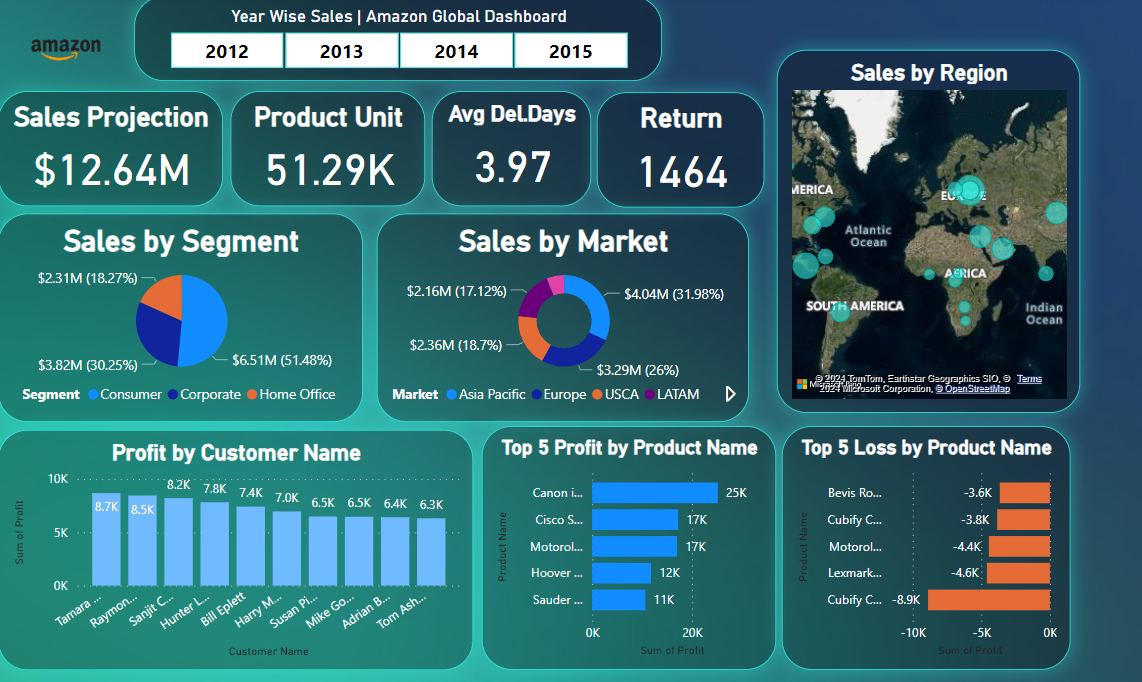 Year Wise Sales | Amazon Global Dashboard
amazon
2012 2013 2014 2015
Sales Projection
$12.64M
Product Unit
51.29K
Avg Del.Days
3.97
Return
1464
Sales by Region
MERICA
EUROPE
Atlantic
Ocean
AFRICA
SOUTH AMERICA
Indian
Ocean
© 2024 TomTom, Earthstar Geographics SIO, © Terms
2024 Microsoft Corporation, © OpenStreetMap
Sales by Segment
$2.31M (18.27%)
$3.82M (30.25%)
$6.51M (51.48%)
Segment Consumer Corporate Home Office
Sales by Market
$2.16M (17.12%)
$4.04M (31.98%)
$2.36M (18.7%)
$3.29M (26%)
Market Asia Pacific Europe USCA LATAM
Profit by Customer Name
Sum of Profit
10K
5K
0K
8.7K 8.5K 8.2K 7.8K 7.4K 7.0K 6.5K 6.5K 6.4K 6.3K
Tamara ... Raymon... Sanjit C... Hunter L... Bill Eplett Harry M... Susan Pi... Mike Go... Adrian B... Tom Ash...
Customer Name
Top 5 Profit by Product Name
Product Name
Canon i... 25K
Cisco S... 17K
Motorol... 17K
Hoover ... 12K
Sauder ... 11K
0K 20K
Sum of Profit
Top 5 Loss by Product Name
Product Name
Bevis Ro... -3.6K
Cubify C... -3.8K
Motorol... -4.4K
Lexmark... -4.6K
Cubify C... -8.9K
-10K -5K 0K
Sum of Profit